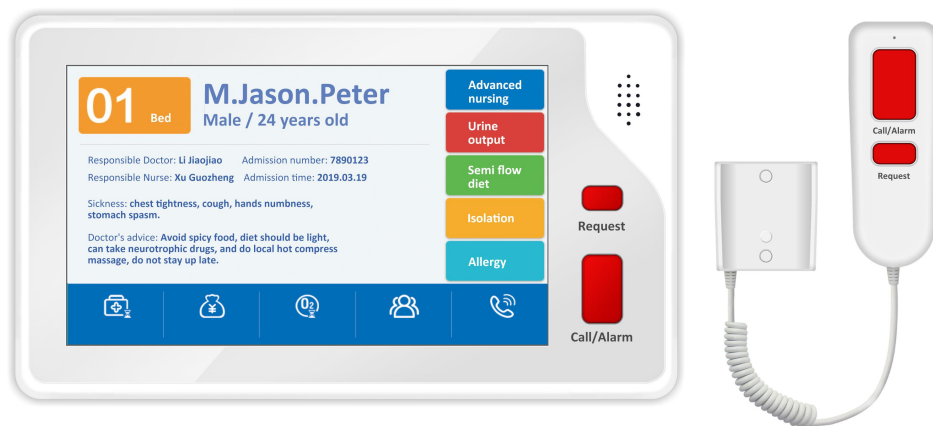 01 Bed
M.Jason.Peter
Male / 24 years old
Responsible Doctor: Li Jiaojiao Admission number: 7890123
Responsible Nurse: Xu Guozheng Admission time: 2019.03.19
Sickness: chest tightness, cough, hands numbness,
stomach spasm.
Doctor's advice: Avoid spicy food, diet should be light,
can take neurotrophic drugs, and do local hot compress
massage, do not stay up late.
Advanced
nursing
Urine
output
Semi flow
diet
Isolation
Allergy
¥
O2
Request
Call/Alarm
Call/Alarm
Request